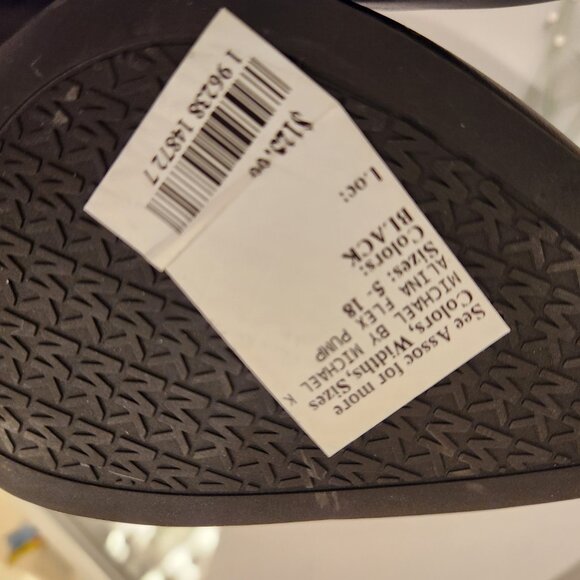 See Assoc for more
Colors, Widths, Sizes
MICHAEL BY MICHAEL K
ALINA FLEX PUMP
Sizes: 5- 18
Colors:
BLACK
Loc:
$125.00
1 96238 14872 7